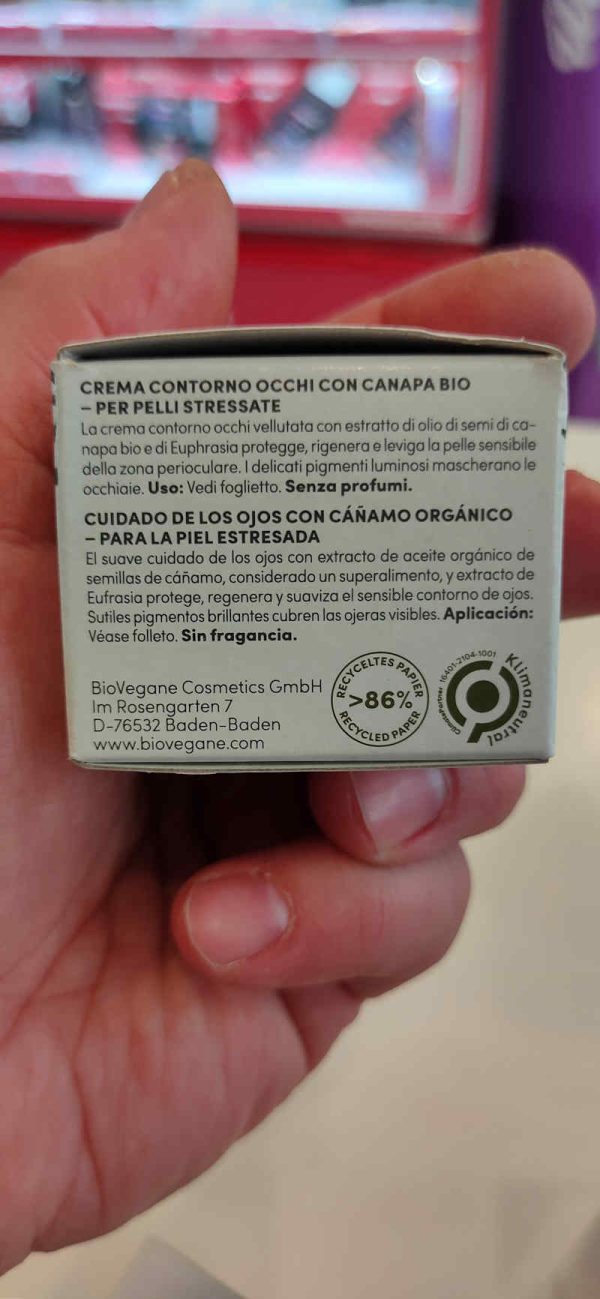 CREMA CONTORNO OCCHI CON CANAPA BIO
– PER PELLI STRESSATE
La crema contorno occhi vellutata con estratto di olio di semi di ca-
napa bio e di Euphrasia protegge, rigenera e leviga la pelle sensibile
della zona perioculare. I delicati pigmenti luminosi mascherano le
occhiaie. Uso: Vedi foglietto. Senza profumi.
CUIDADO DE LOS OJOS CON CÁÑAMO ORGÁNICO
– PARA LA PIEL ESTRESADA
El suave cuidado de los ojos con extracto de aceite orgánico de
semillas de cáñamo, considerado un superalimento, y extracto de
Eufrasia protege, regenera y suaviza el sensible contorno de ojos.
Sutiles pigmentos brillantes cubren las ojeras visibles. Aplicación:
Véase folleto. Sin fragancia.
BioVegane Cosmetics GmbH
Im Rosengarten 7
D-76532 Baden-Baden
www.biovegane.com
RECYCELTES PAPIER
>86%
RECYCLED PAPER
ClimatePartner 16401-2104-1001
Klimaneutral